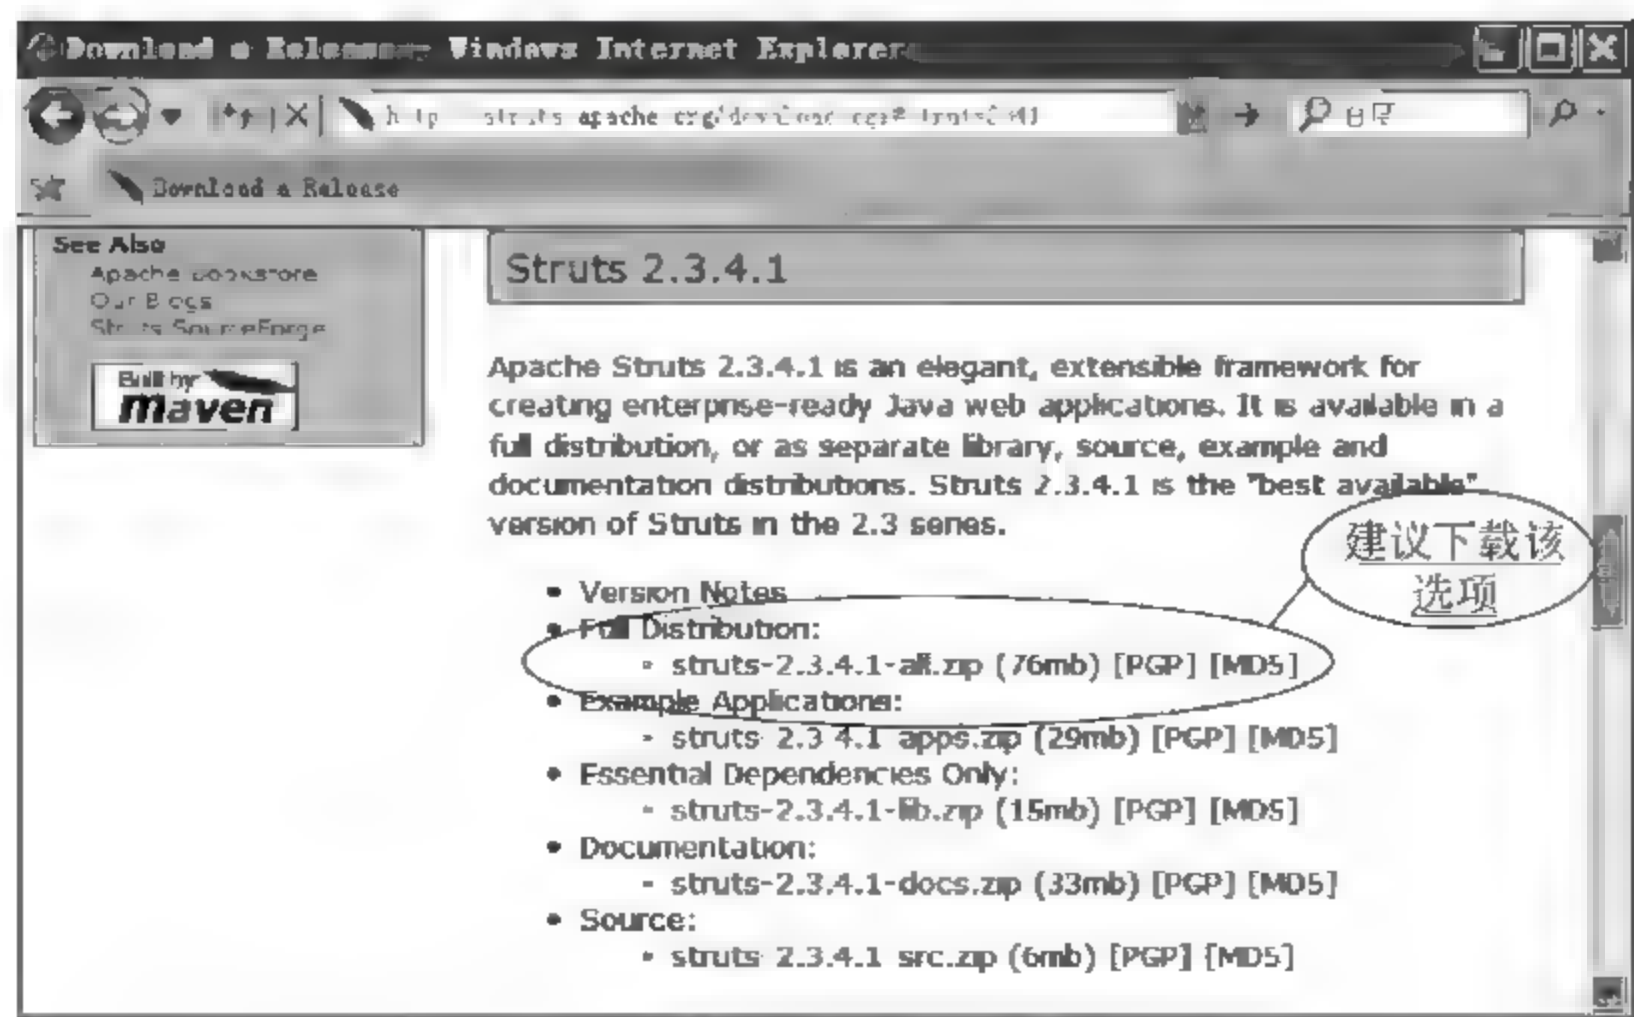 Download a Release - Windows Internet Explorer
apache
Download a Release
See Also
Apache Bookstore
Our Blogs
Struts SourceForge
Built by
maven
Struts 2.3.4.1
Apache Struts 2.3.4.1 is an elegant, extensible framework for
creating enterprise-ready Java web applications. It is available in a
full distribution, or as separate library, source, example and
documentation distributions. Struts 2.3.4.1 is the "best available"
version of Struts in the 2.3 series.
建议下载该
选项
• Version Notes
• Full Distribution:
◦ struts-2.3.4.1-all.zip (76mb) [PGP] [MD5]
• Example Applications:
◦ struts-2.3.4.1-apps.zip (29mb) [PGP] [MD5]
• Essential Dependencies Only:
◦ struts-2.3.4.1-lib.zip (15mb) [PGP] [MD5]
• Documentation:
◦ struts-2.3.4.1-docs.zip (33mb) [PGP] [MD5]
• Source:
◦ struts-2.3.4.1-src.zip (6mb) [PGP] [MD5]